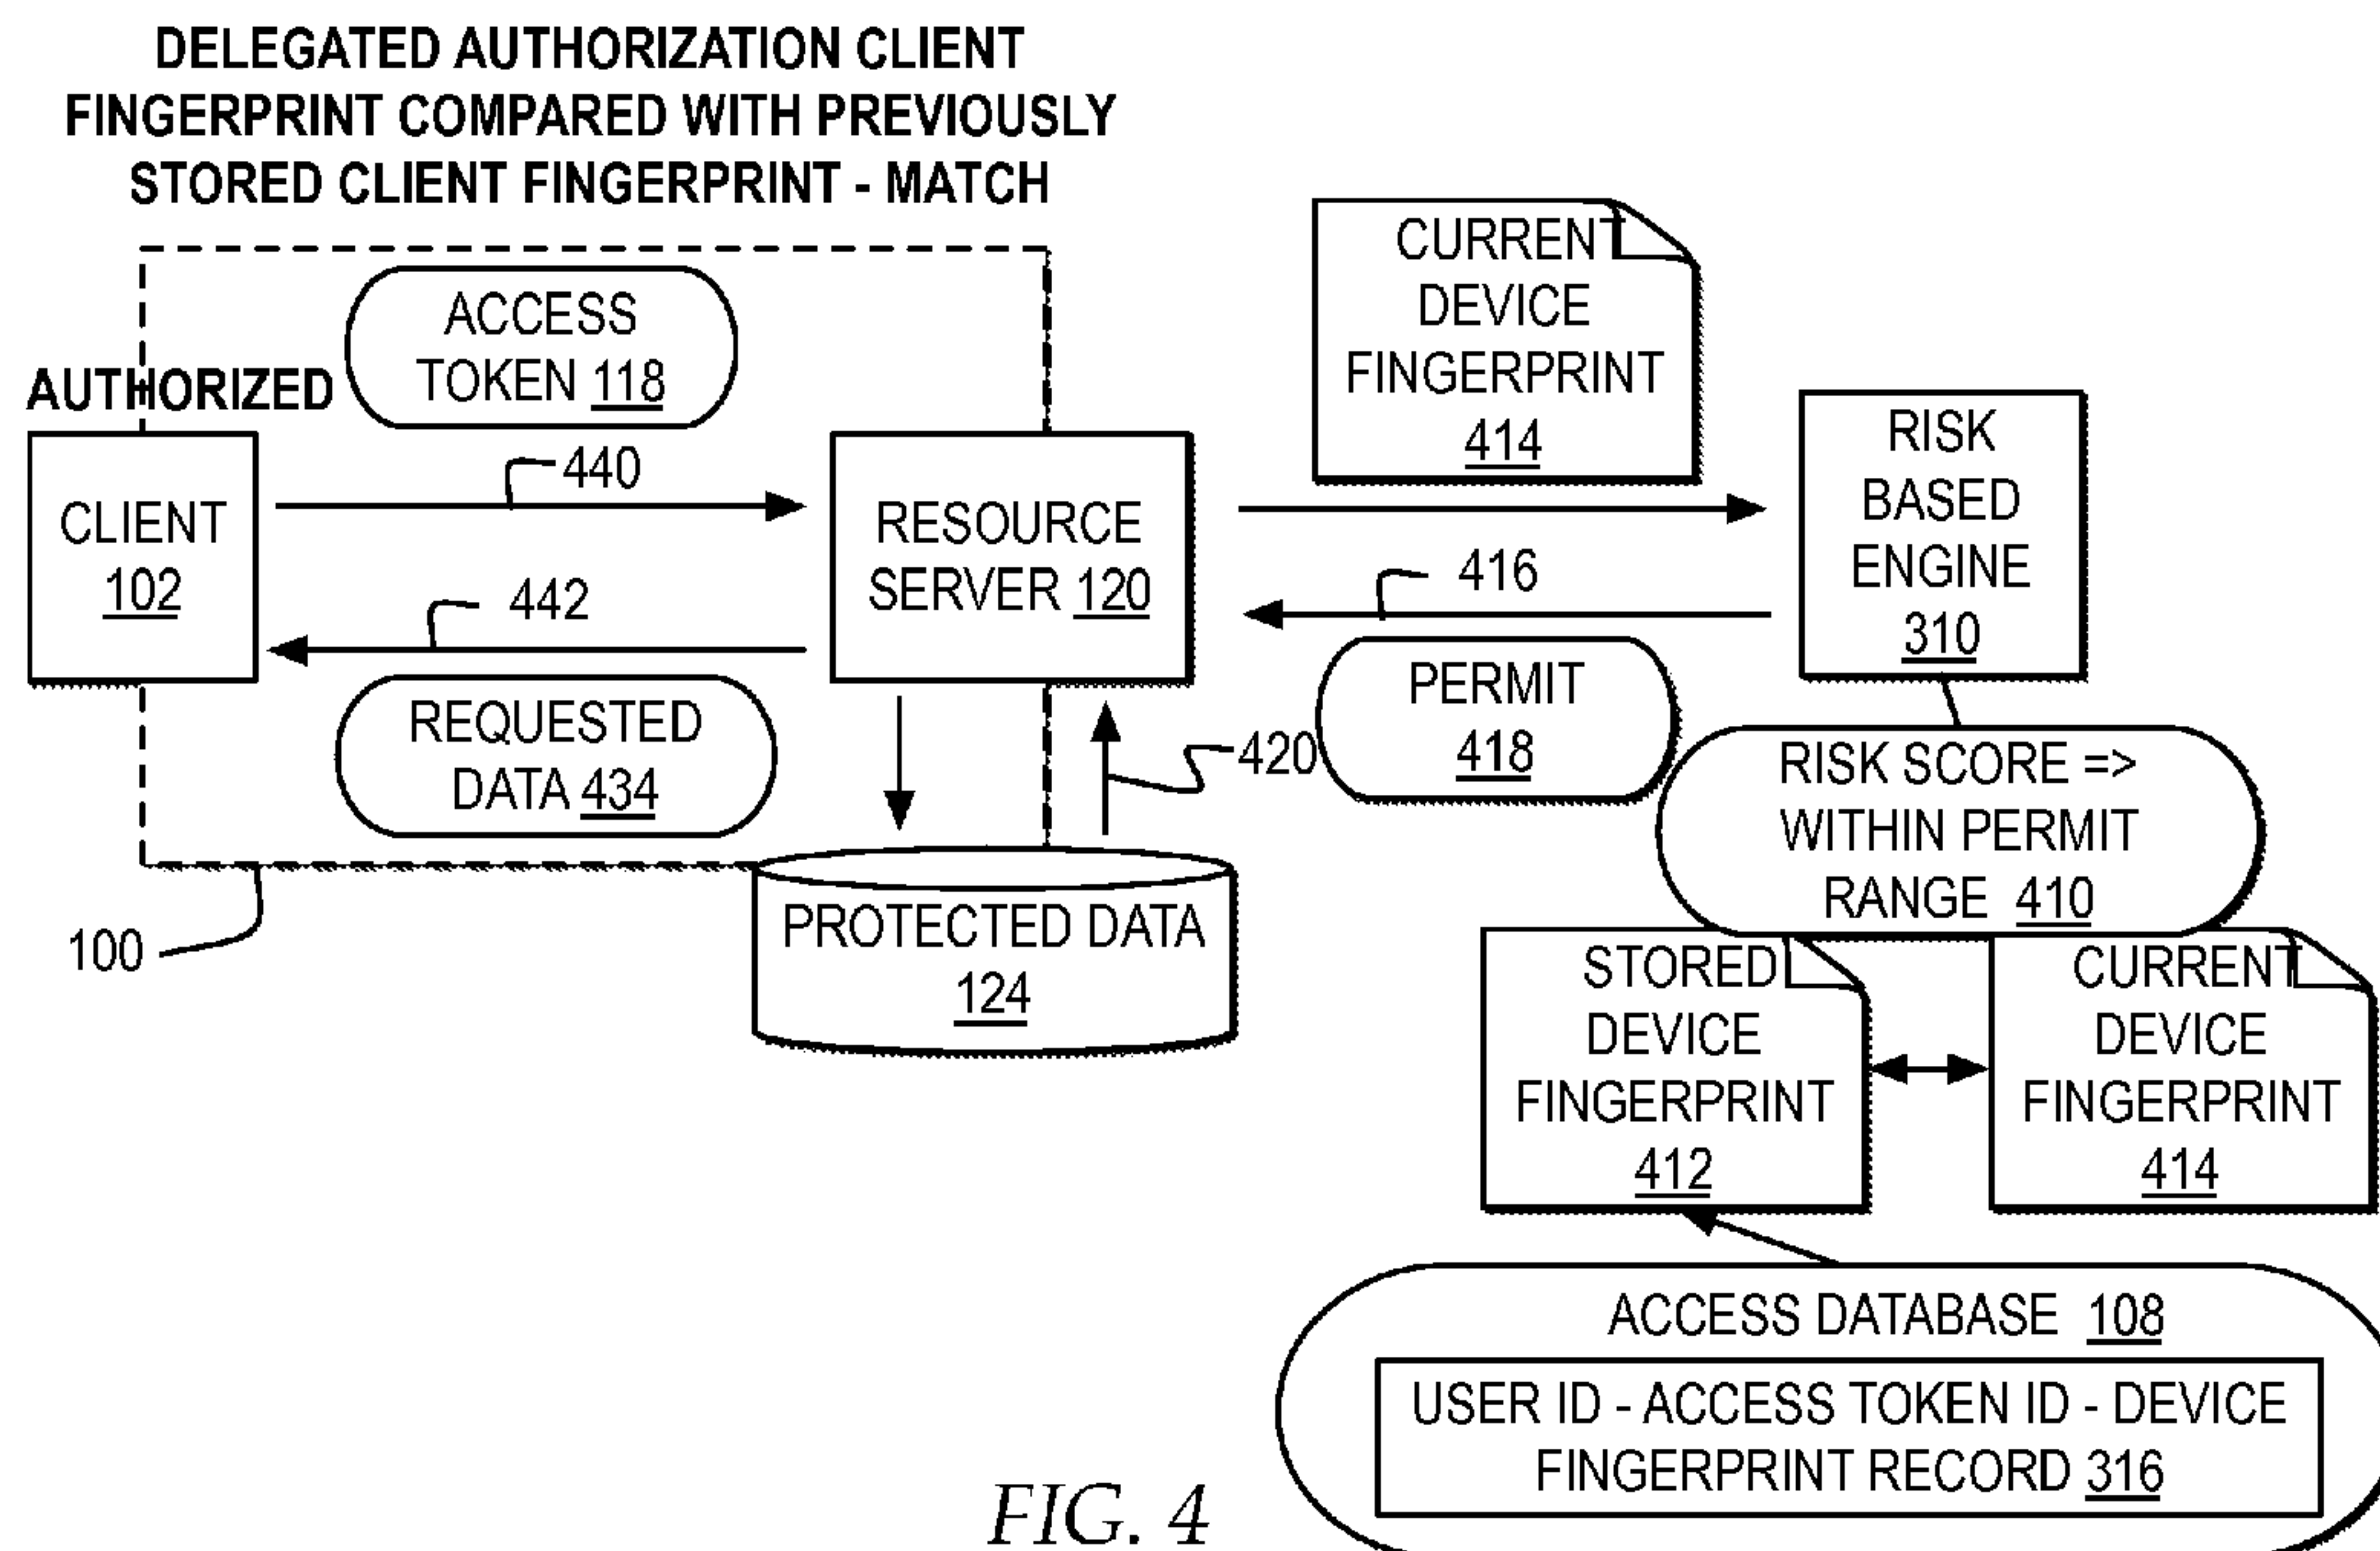 DELEGATED AUTHORIZATION CLIENT
FINGERPRINT COMPARED WITH PREVIOUSLY
STORED CLIENT FINGERPRINT - MATCH
AUTHORIZED
ACCESS
TOKEN 118
CLIENT
102
440
442
REQUESTED
DATA 434
RESOURCE
SERVER 120
CURRENT
DEVICE
FINGERPRINT
414
416
PERMIT
418
420
RISK
BASED
ENGINE
310
RISK SCORE =>
WITHIN PERMIT
RANGE 410
100
PROTECTED DATA
124
STORED
DEVICE
FINGERPRINT
412
CURRENT
DEVICE
FINGERPRINT
414
ACCESS DATABASE 108
USER ID - ACCESS TOKEN ID - DEVICE
FINGERPRINT RECORD 316
FIG. 4